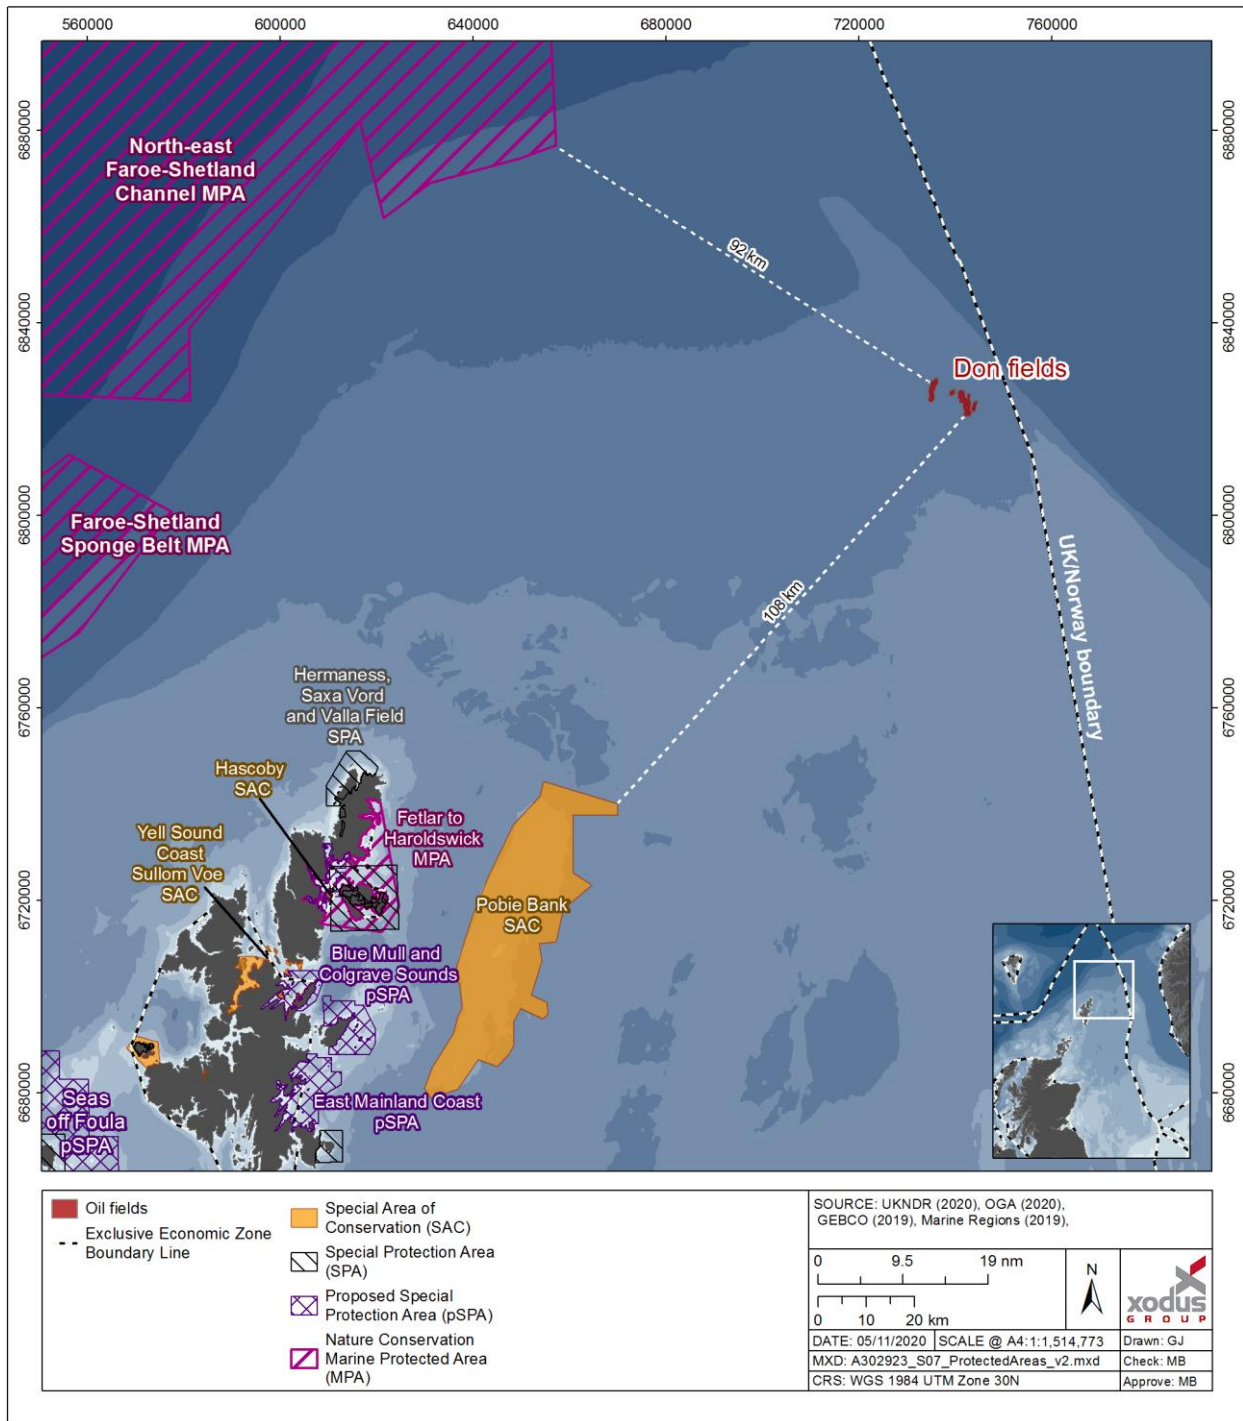 560000
600000
640000
680000
720000
760000
6880000
6880000
North-east
Faroe-Shetland
Channel MPA
92 km
6840000
6840000
Don fields
6800000
6800000
Faroe-Shetland
Sponge Belt MPA
UK/Norway boundary
108 km
6760000
6760000
Hermaness,
Saxa Vord
and Valla Field
SPA
Hascoby
SAC
Fetlar to
Haroldswick
MPA
Yell Sound
Coast
Sullom Voe
SAC
6720000
6720000
Pobie Bank
SAC
Blue Mull and
Colgrave Sounds
pSPA
6680000
6680000
Seas
off Foula
pSPA
East Mainland Coast
pSPA
Oil fields
Exclusive Economic Zone
Boundary Line
Special Area of
Conservation (SAC)
Special Protection Area
(SPA)
Proposed Special
Protection Area (pSPA)
Nature Conservation
Marine Protected Area
(MPA)
SOURCE: UKNDR (2020), OGA (2020),
GEBCO (2019), Marine Regions (2019),
0 9.5 19 nm
0 10 20 km
N
xodus
GROUP
DATE: 05/11/2020
SCALE @ A4:1:1,514,773
Drawn: GJ
MXD: A302923_S07_ProtectedAreas_v2.mxd
Check: MB
CRS: WGS 1984 UTM Zone 30N
Approve: MB